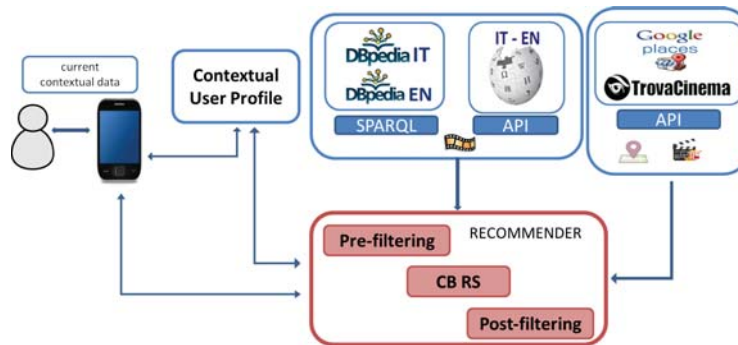 current
contextual data
Contextual
User Profile
DBpedia IT
DBpedia EN
SPARQL
IT - EN
API
Google
places
TrovaCinema
API
RECOMMENDER
Pre-filtering
CB RS
Post-filtering